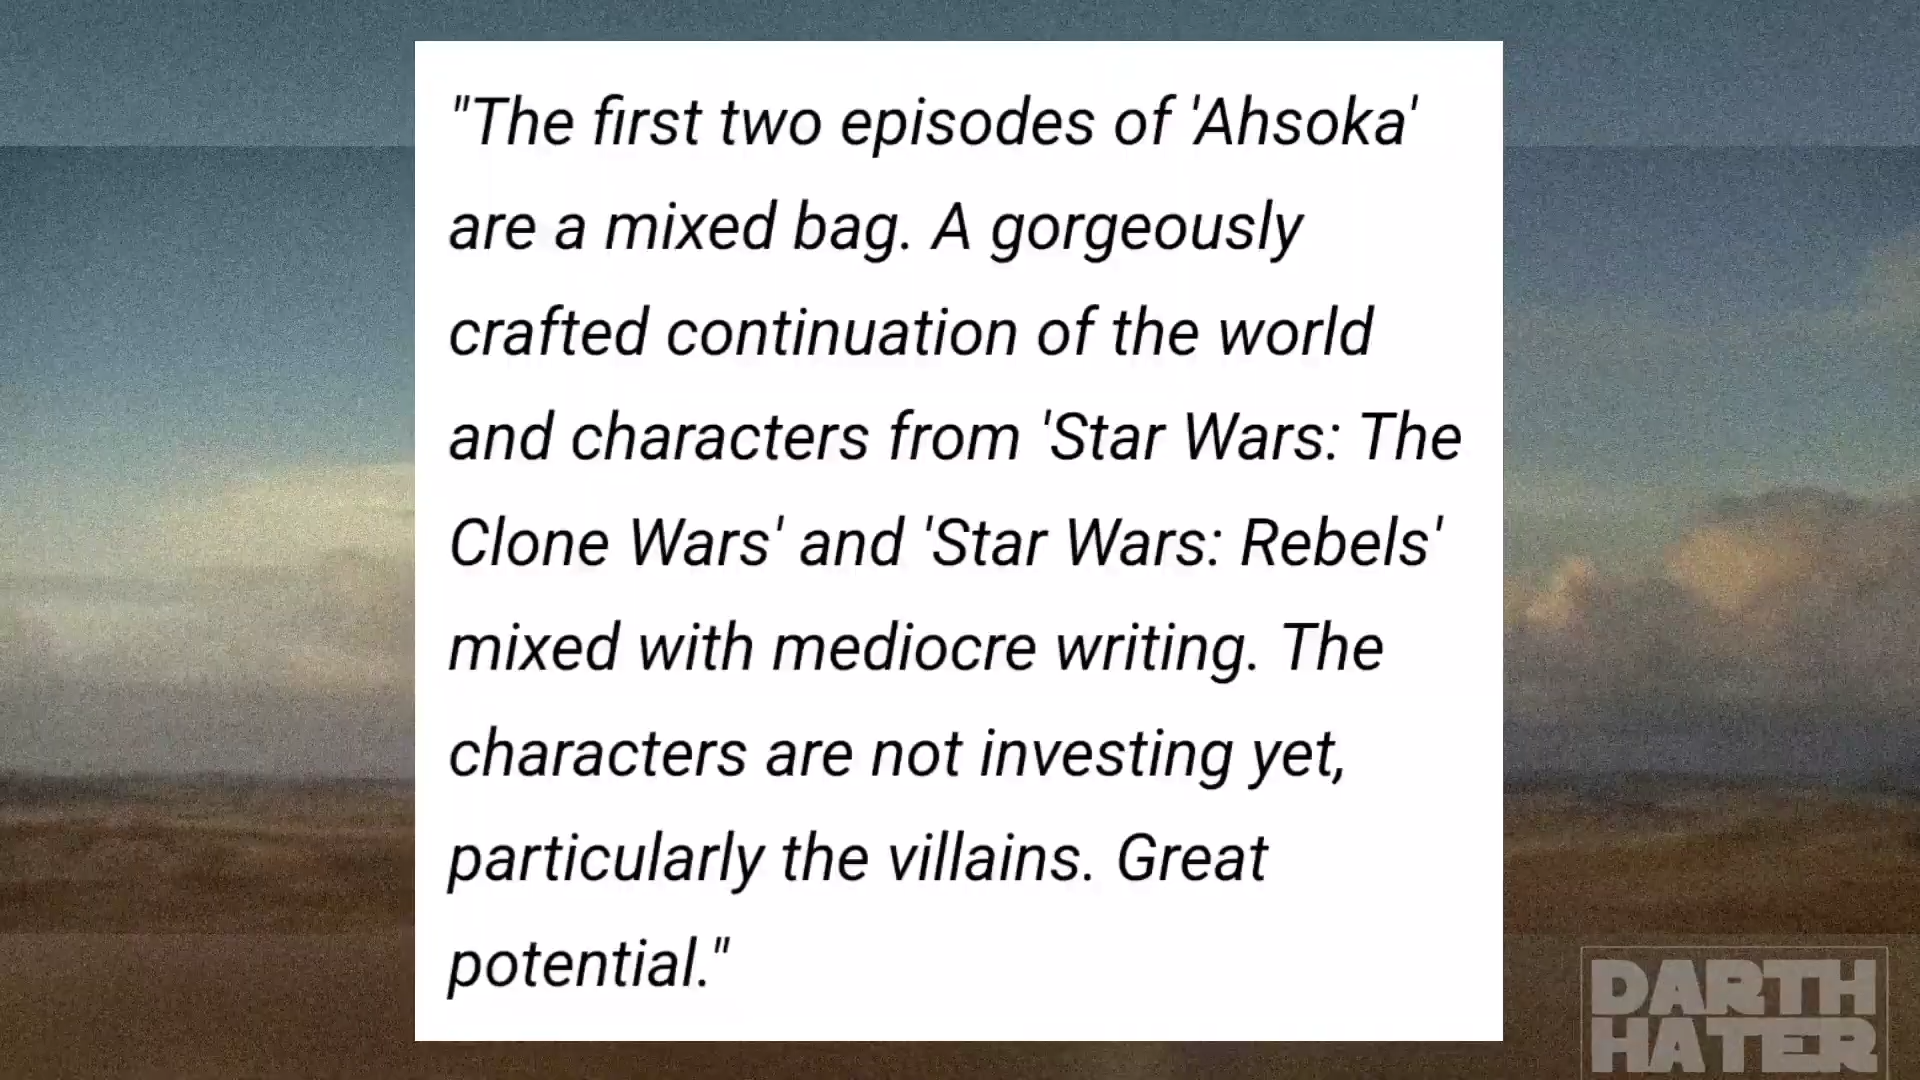 "The first two episodes of 'Ahsoka'
are a mixed bag. A gorgeously
crafted continuation of the world
and characters from 'Star Wars: The
Clone Wars' and 'Star Wars: Rebels'
mixed with mediocre writing. The
characters are not investing yet,
particularly the villains. Great
potential."
DARTH
HATER